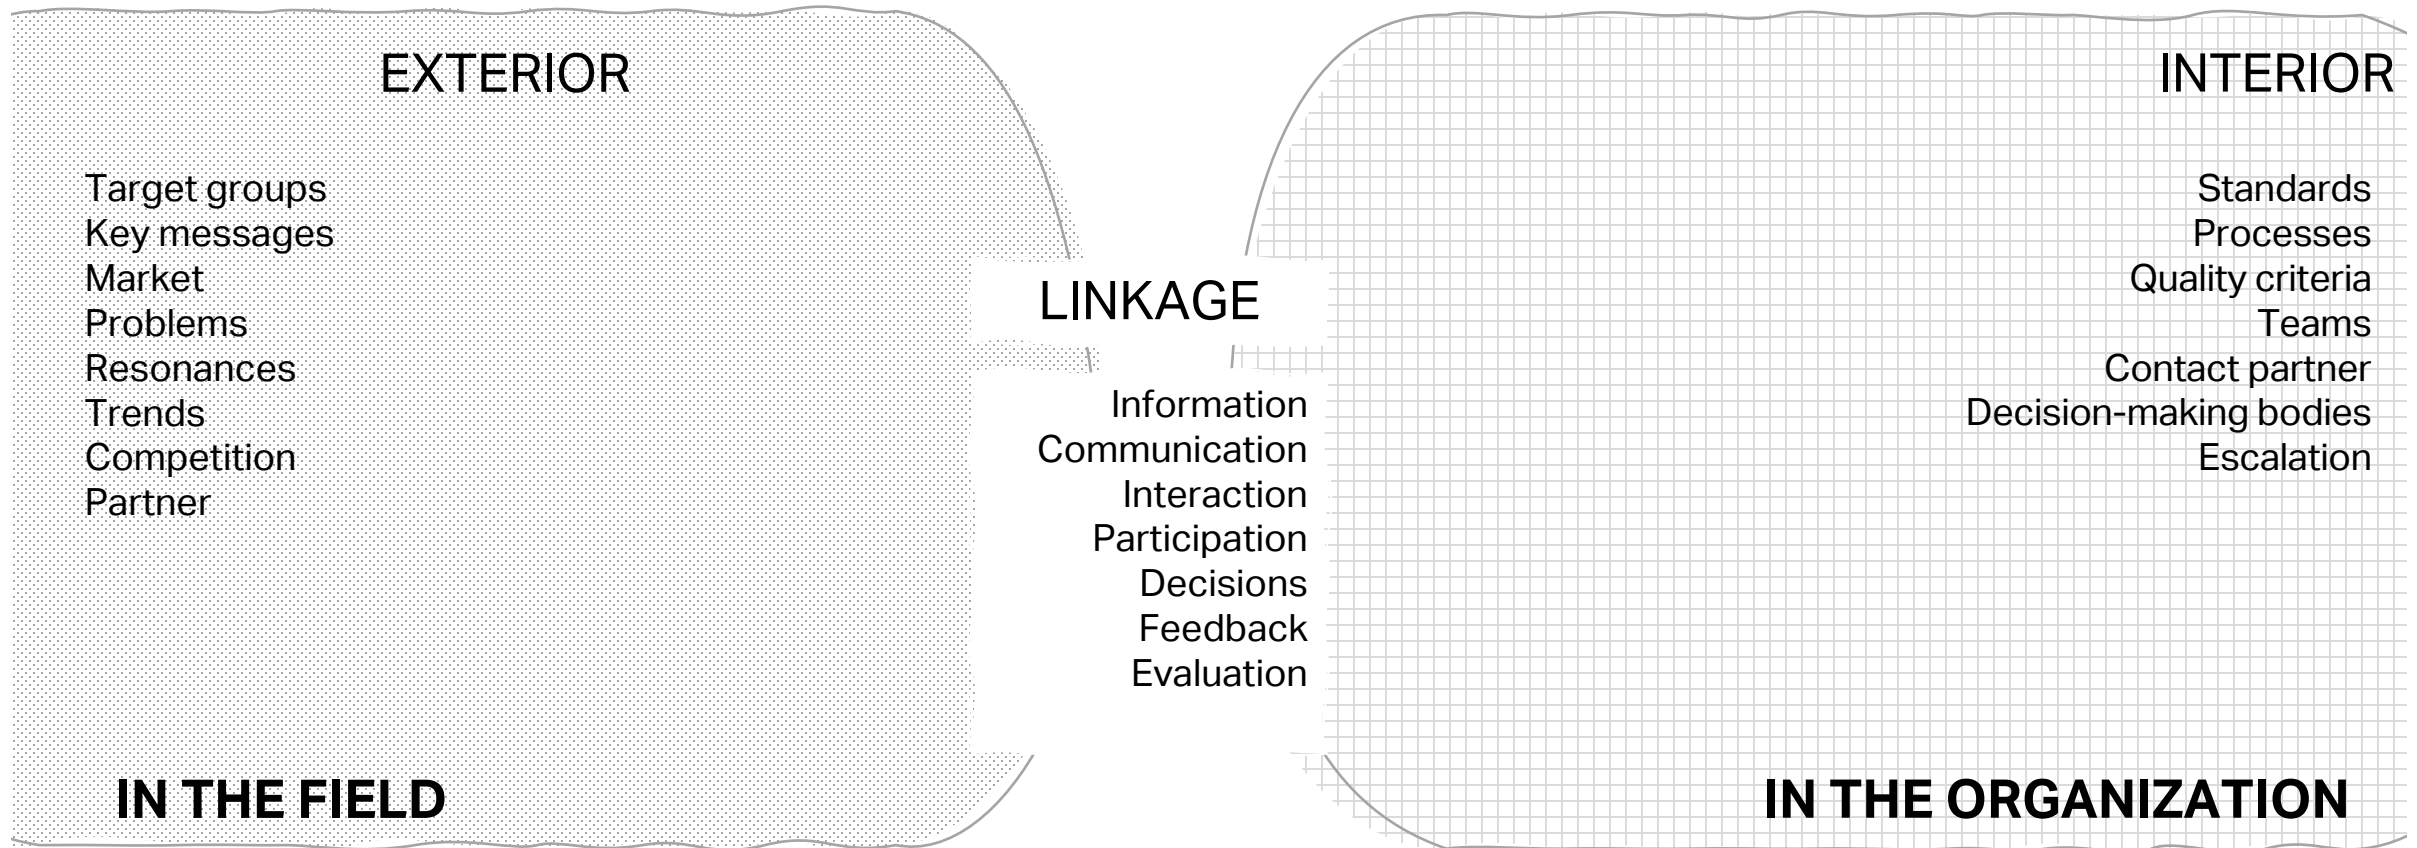 EXTERIOR
Target groups
Key messages
Market
Problems
Resonances
Trends
Competition
Partner
IN THE FIELD
LINKAGE
Information
Communication
Interaction
Participation
Decisions
Feedback
Evaluation
INTERIOR
Standards
Processes
Quality criteria
Teams
Contact partner
Decision-making bodies
Escalation
IN THE ORGANIZATION